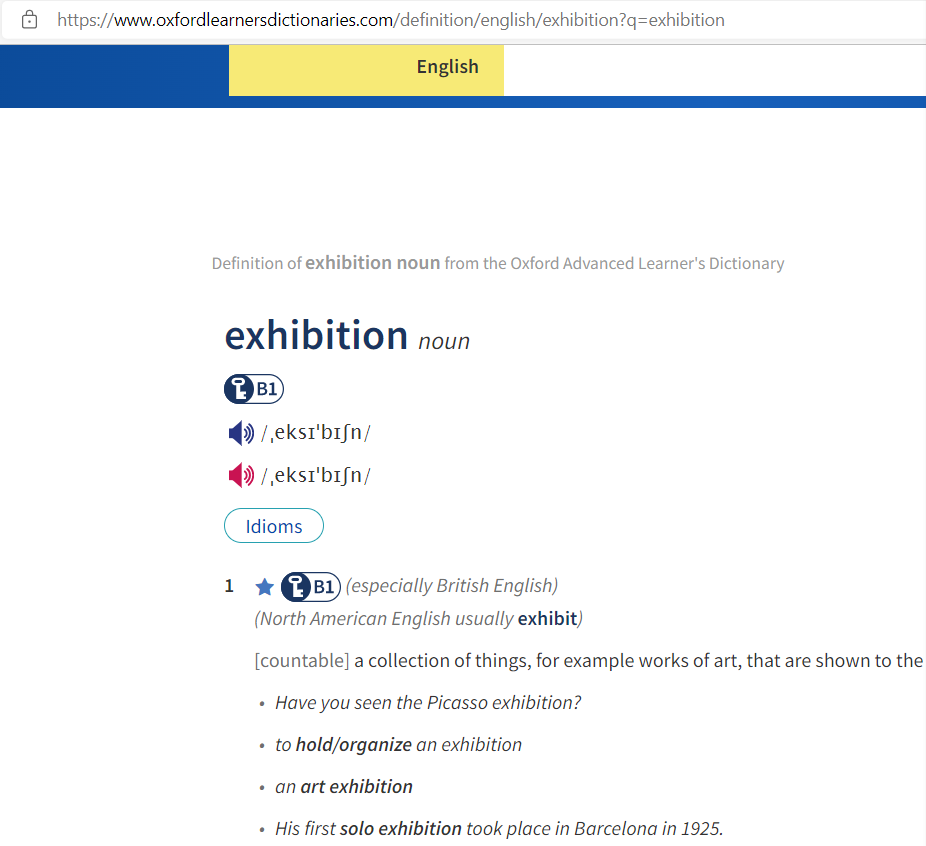 https://www.oxfordlearnersdictionaries.com/definition/english/exhibition?q=exhibition
English
Definition of exhibition noun from the Oxford Advanced Learner's Dictionary
exhibition noun
B1
/ˌeksɪˈbɪʃn/
/ˌeksɪˈbɪʃn/
Idioms
1 B1 (especially British English)
(North American English usually exhibit)
[countable] a collection of things, for example works of art, that are shown to the
• Have you seen the Picasso exhibition?
• to hold/organize an exhibition
• an art exhibition
• His first solo exhibition took place in Barcelona in 1925.